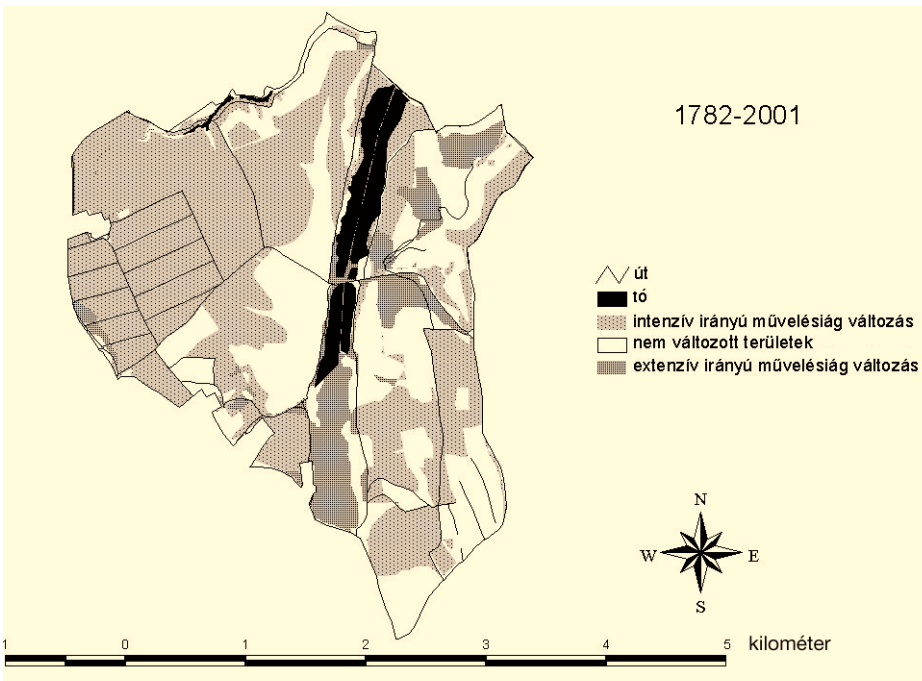 1782-2001
út
tó
intenzív irányú művelésiág változás
nem változott területek
extenzív irányú művelésiág változás
N
W E
S
1 0 1 2 3 4 5 kilométer